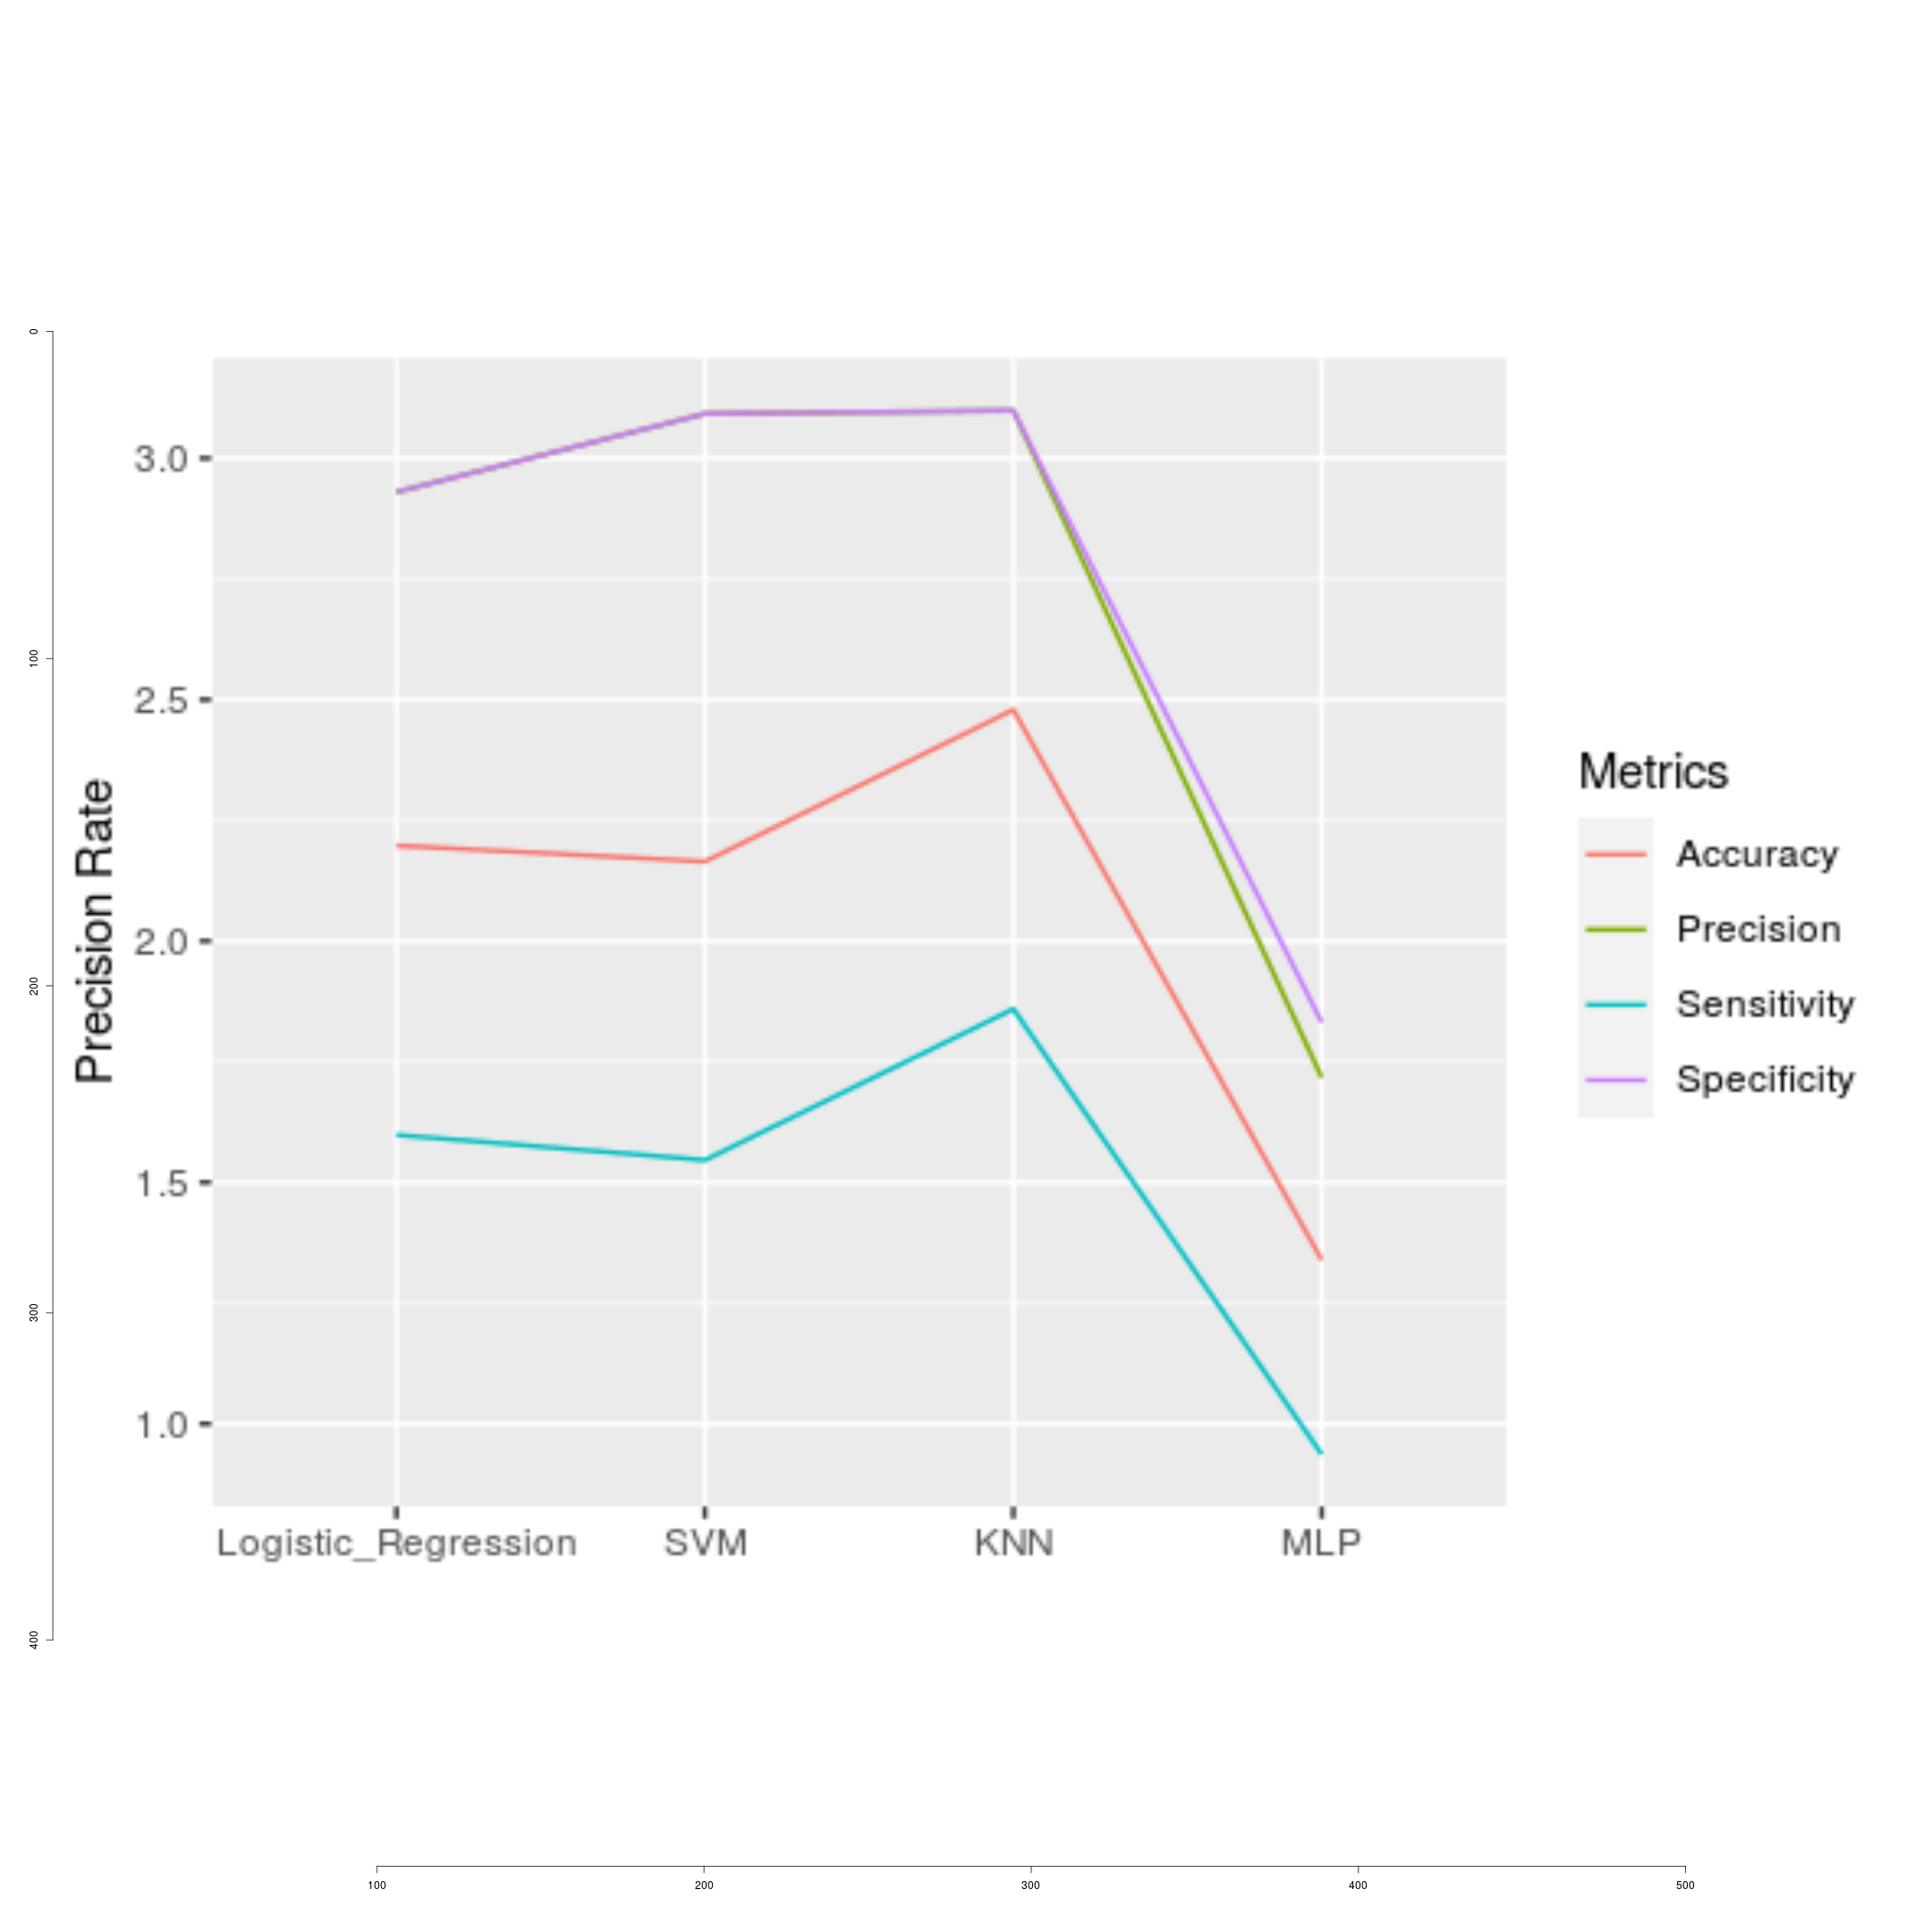 0
100
200
300
400
Precision Rate
3.0
2.5
2.0
1.5
1.0
Logistic_Regression SVM KNN MLP
Metrics
Accuracy
Precision
Sensitivity
Specificity
100 200 300 400 500